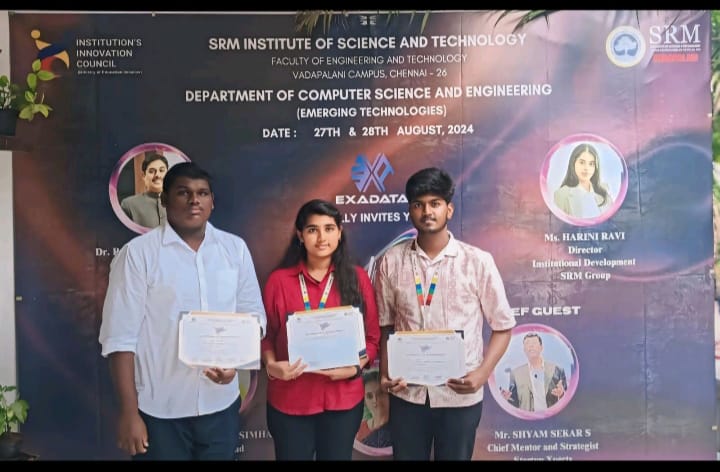 INSTITUTION'S
INNOVATION
COUNCIL
SRM INSTITUTE OF SCIENCE AND TECHNOLOGY
SRM
FACULTY OF ENGINEERING AND TECHNOLOGY
VADAPALANI CAMPUS, CHENNAI - 26
DEPARTMENT OF COMPUTER SCIENCE AND ENGINEERING
(EMERGING TECHNOLOGIES)
DATE : 27TH & 28TH AUGUST, 2024
EXADATA
INVITES
Dr.
Ms. HARINI RAVI
Director
Institutional Development
SRM Group
GUEST
Mr. SHYAM SEKAR S
Chief Mentor and Strategist